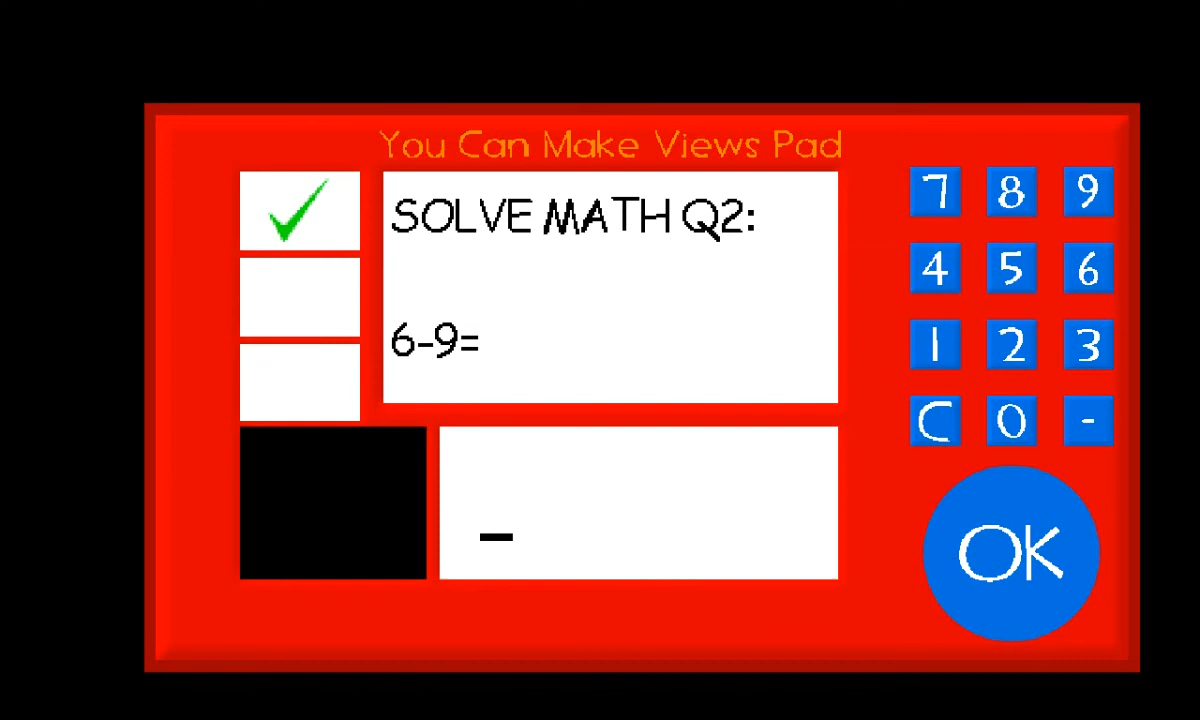 You Can Make Views Pad
SOLVE MATH Q2:
6-9=
7 8 9
4 5 6
1 2 3
C 0 -
OK